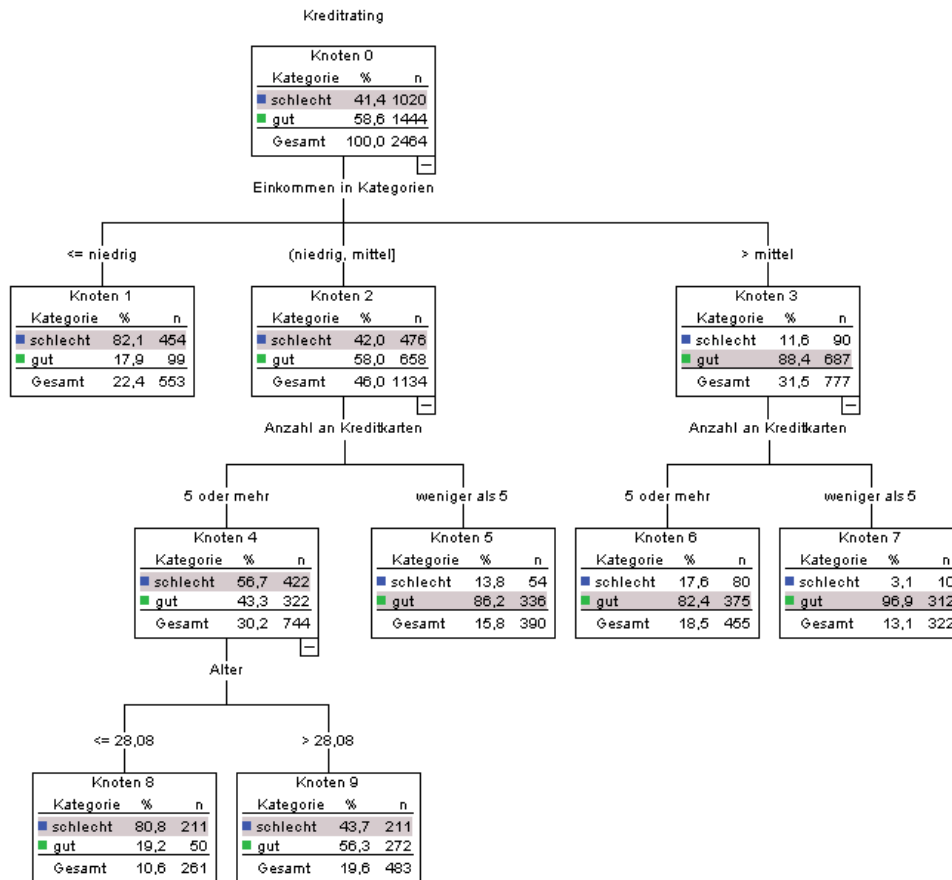 Kreditrating
Knoten 0
Kategorie % n
schlecht 41,4 1020
gut 58,6 1444
Gesamt 100,0 2464
Einkommen in Kategorien
<= niedrig
(niedrig, mittel]
> mittel
Knoten 1
Kategorie % n
schlecht 82,1 454
gut 17,9 99
Gesamt 22,4 553
Knoten 2
Kategorie % n
schlecht 42,0 476
gut 58,0 658
Gesamt 46,0 1134
Knoten 3
Kategorie % n
schlecht 11,6 90
gut 88,4 687
Gesamt 31,5 777
Anzahl an Kreditkarten
Anzahl an Kreditkarten
5 oder mehr
weniger als 5
5 oder mehr
weniger als 5
Knoten 4
Kategorie % n
schlecht 56,7 422
gut 43,3 322
Gesamt 30,2 744
Knoten 5
Kategorie % n
schlecht 13,8 54
gut 86,2 336
Gesamt 15,8 390
Knoten 6
Kategorie % n
schlecht 17,6 80
gut 82,4 375
Gesamt 18,5 455
Knoten 7
Kategorie % n
schlecht 3,1 10
gut 96,9 312
Gesamt 13,1 322
Alter
<= 28,08
> 28,08
Knoten 8
Kategorie % n
schlecht 80,8 211
gut 19,2 50
Gesamt 10,6 261
Knoten 9
Kategorie % n
schlecht 43,7 211
gut 56,3 272
Gesamt 19,6 483